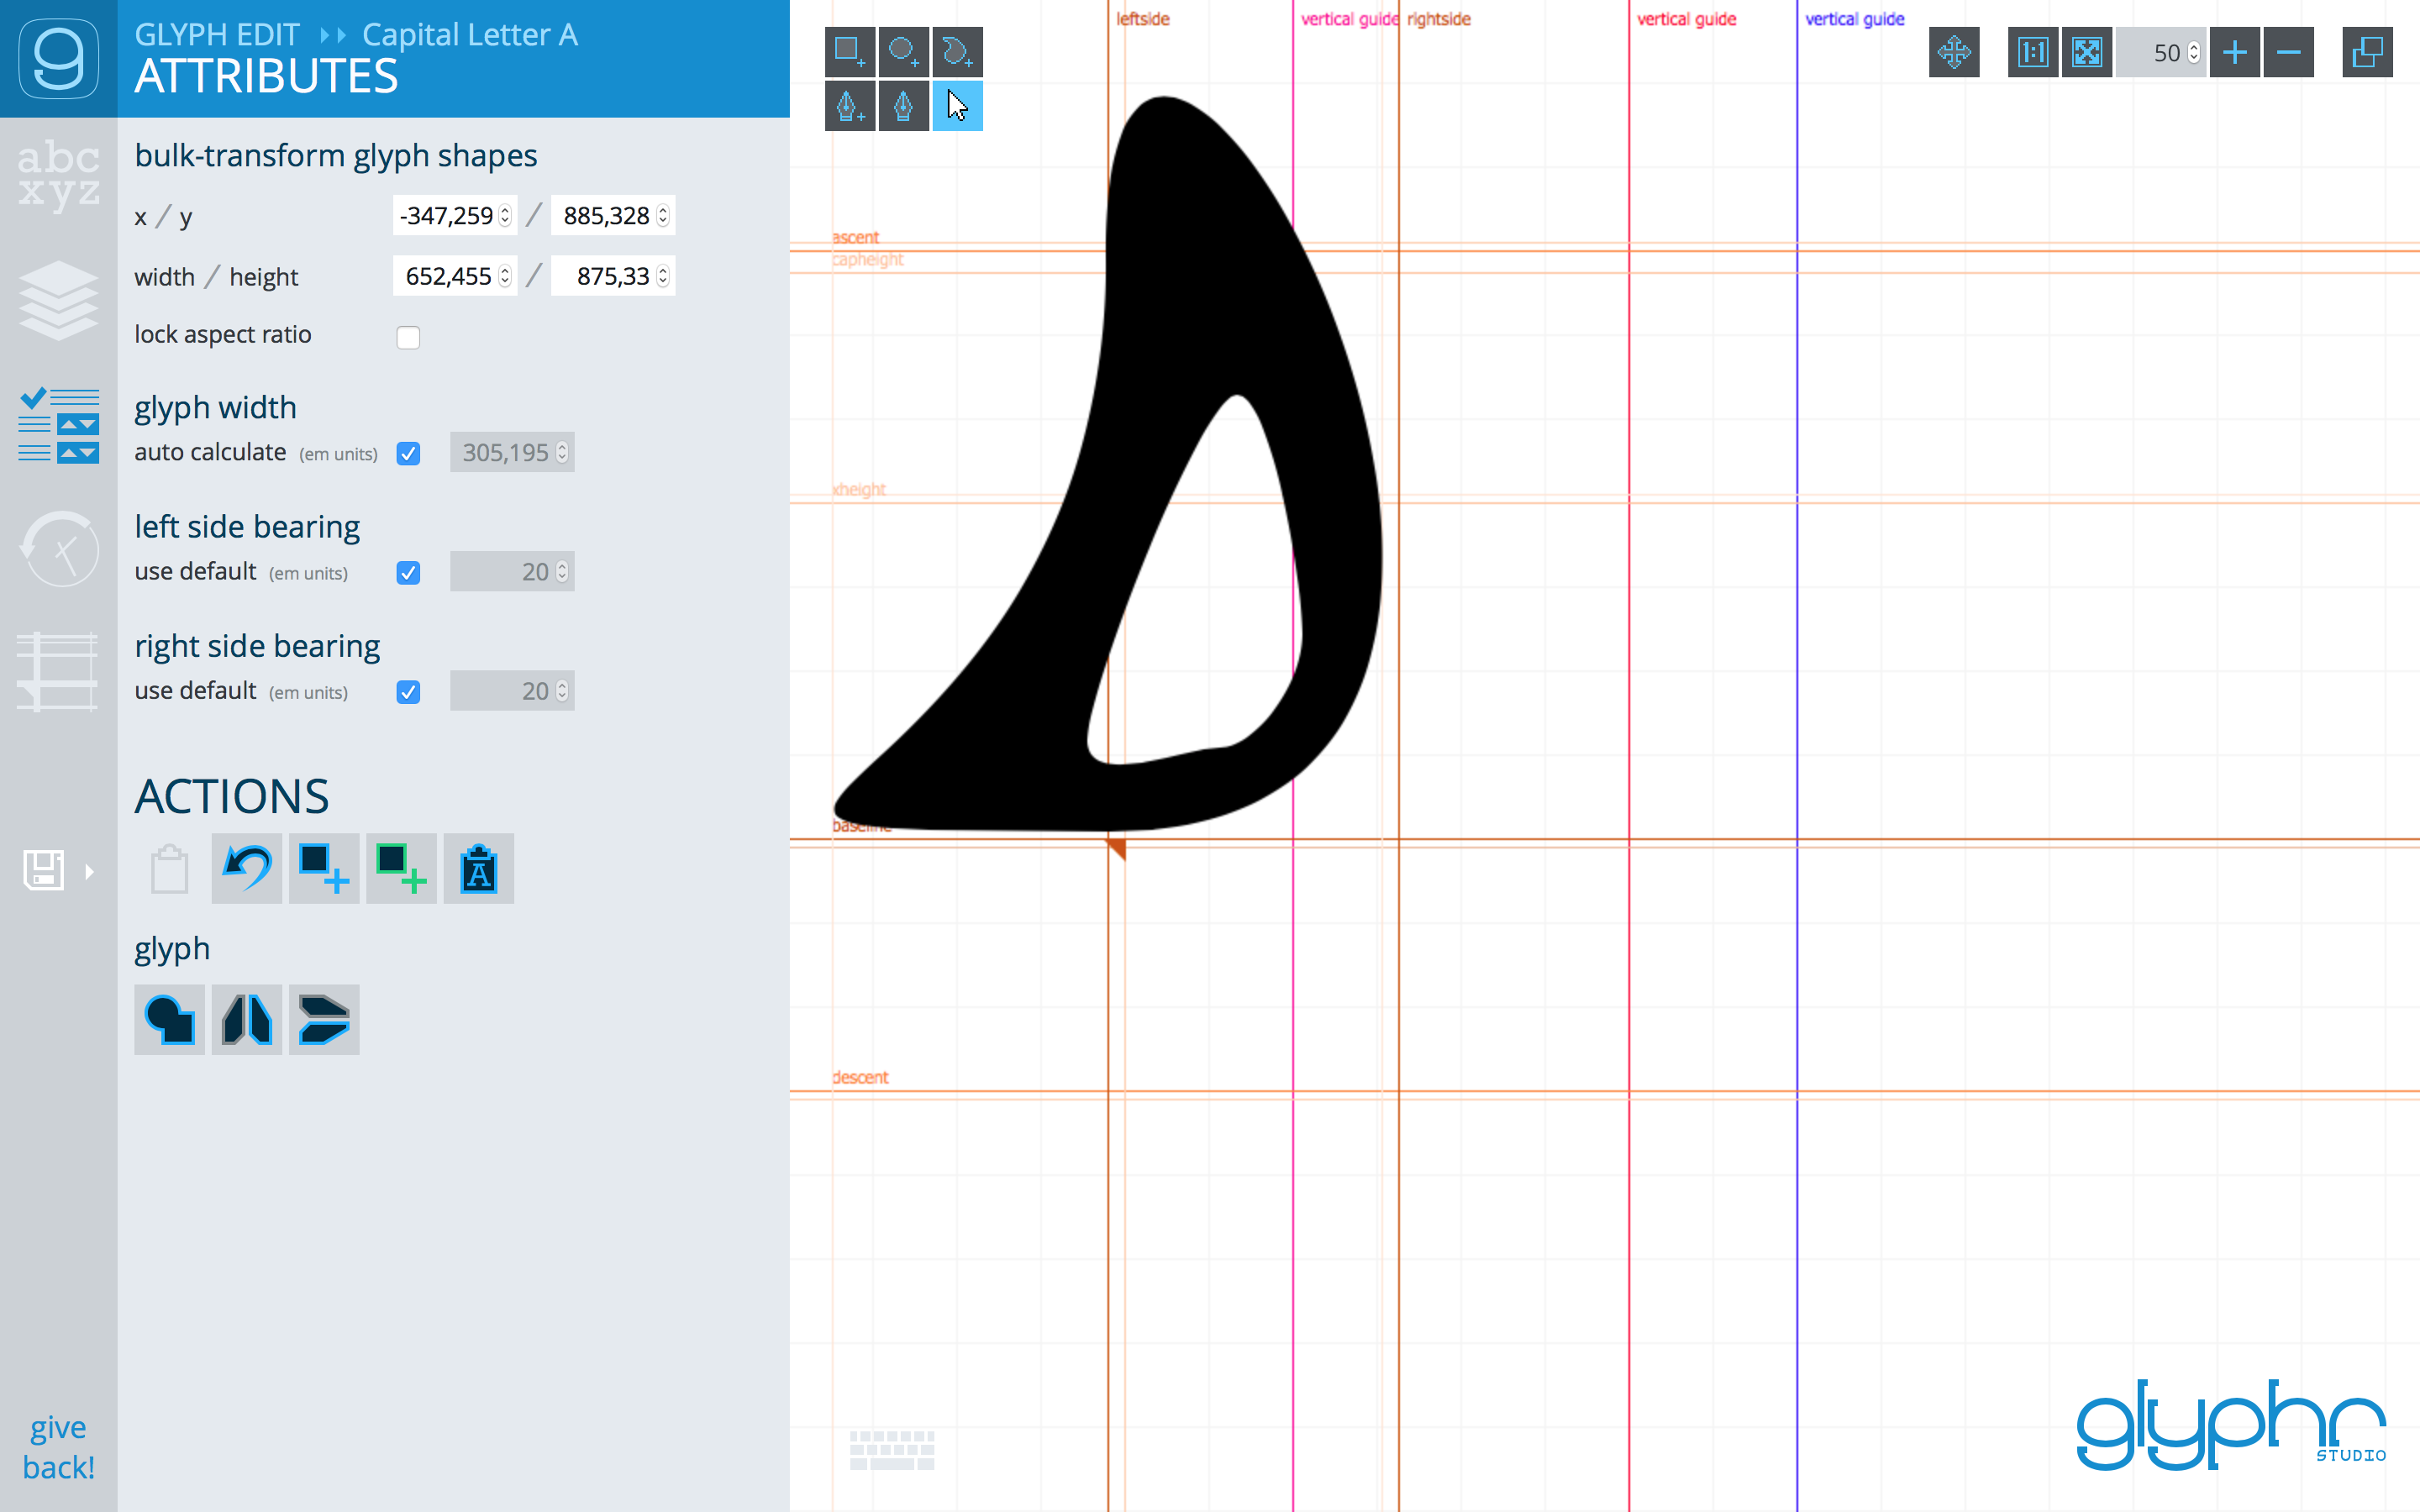 GLYPH EDIT Capital Letter A
ATTRIBUTES
abc
xyz
bulk-transform glyph shapes
x / y -347,259 / 885,328
width / height 652,455 / 875,33
lock aspect ratio
glyph width
auto calculate (em units) 305,195
left side bearing
use default (em units) 20
right side bearing
use default (em units) 20
ACTIONS
A
glyph
give
back!
leftside
vertical guide
rightside
vertical guide
vertical guide
1:1
50
ascent
capheight
xheight
baseline
descent
glyphr
STUDIO